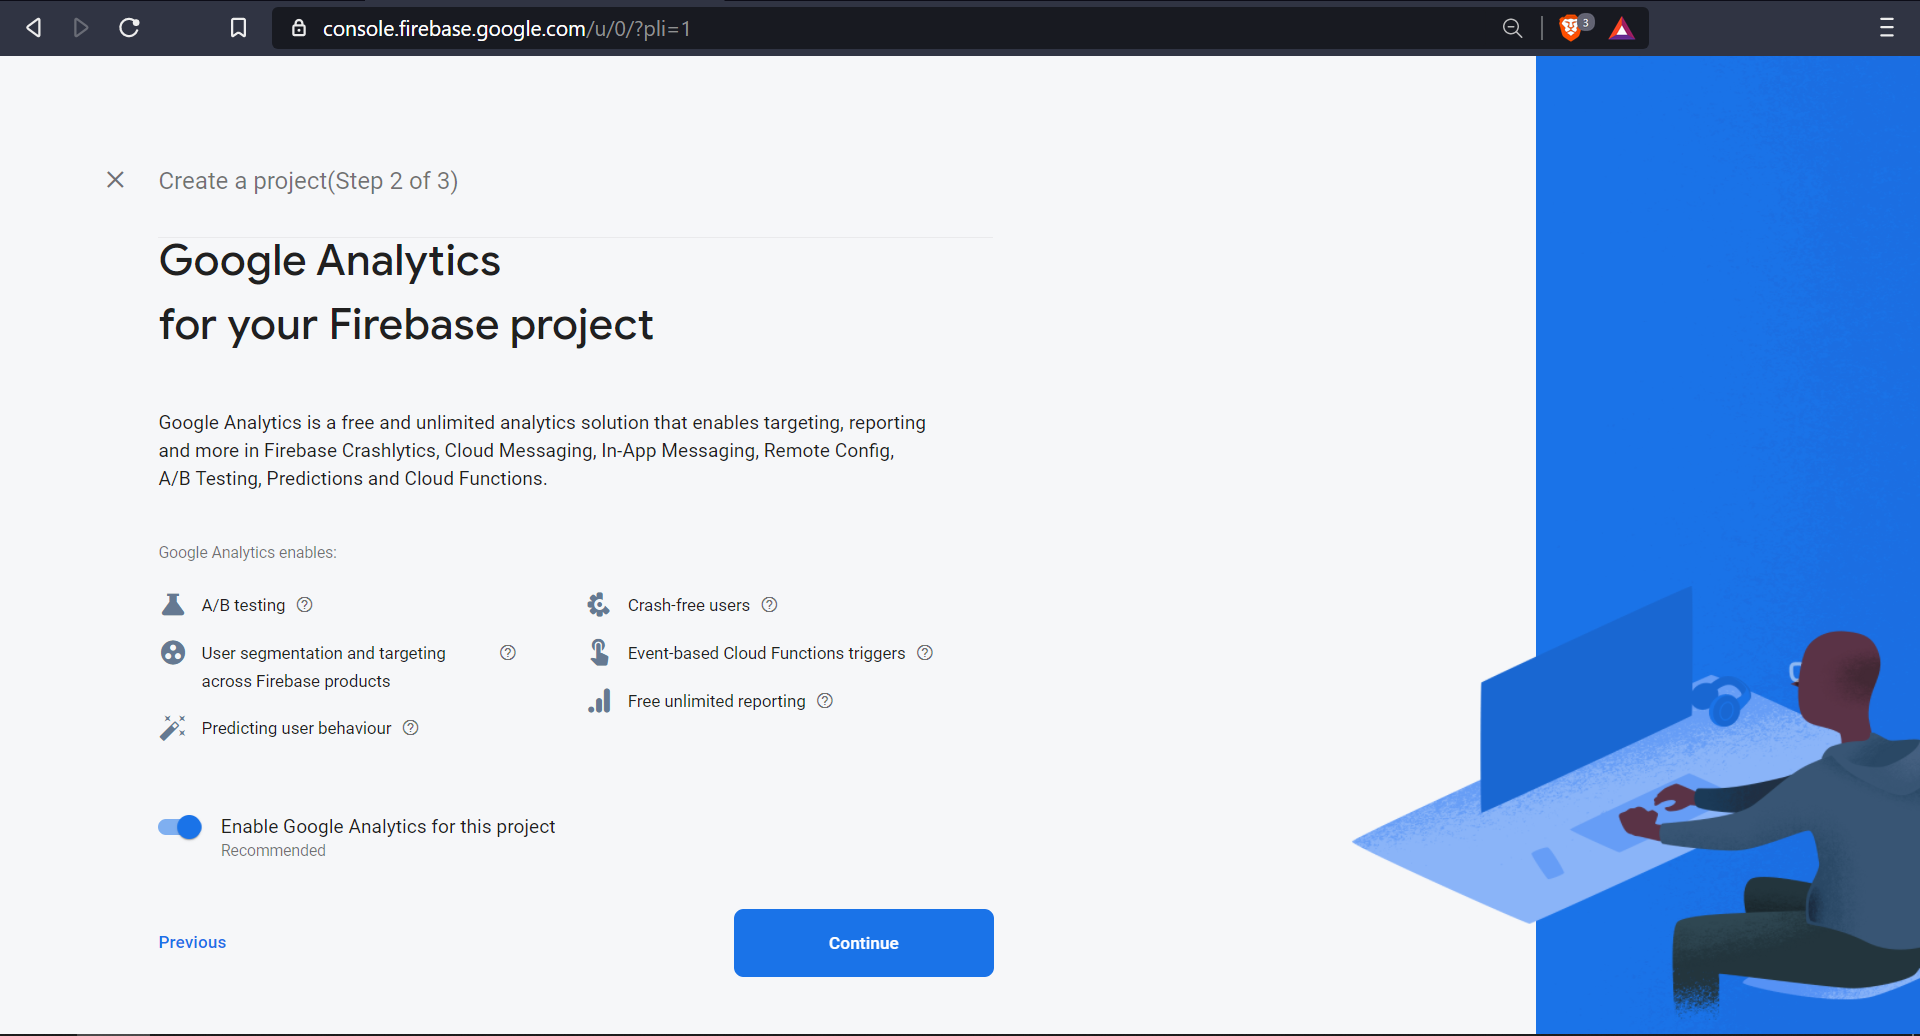 console.firebase.google.com/u/0/?pli=1
3
Create a project(Step 2 of 3)
Google Analytics
for your Firebase project
Google Analytics is a free and unlimited analytics solution that enables targeting, reporting
and more in Firebase Crashlytics, Cloud Messaging, In-App Messaging, Remote Config,
A/B Testing, Predictions and Cloud Functions.
Google Analytics enables:
A/B testing
User segmentation and targeting
across Firebase products
Predicting user behaviour
Crash-free users
Event-based Cloud Functions triggers
Free unlimited reporting
Enable Google Analytics for this project
Recommended
Previous
Continue